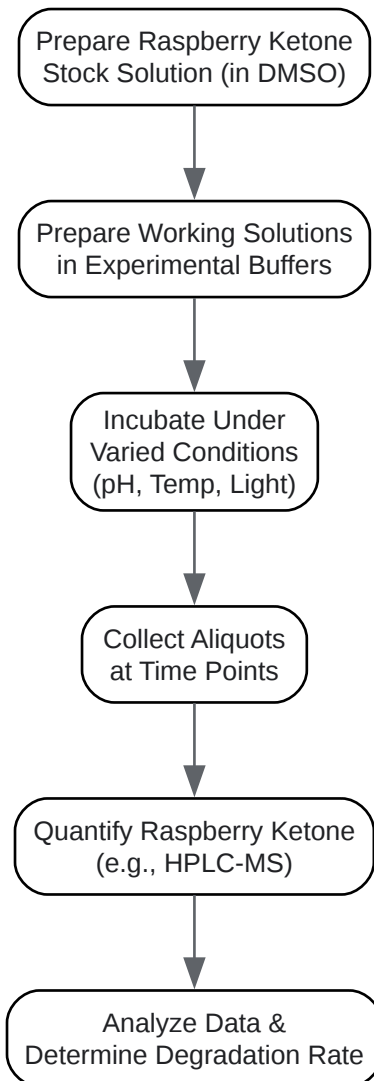 Prepare Raspberry Ketone
Stock Solution (in DMSO)
Prepare Working Solutions
in Experimental Buffers
Incubate Under
Varied Conditions
(pH, Temp, Light)
Collect Aliquots
at Time Points
Quantify Raspberry Ketone
(e.g., HPLC-MS)
Analyze Data &
Determine Degradation Rate